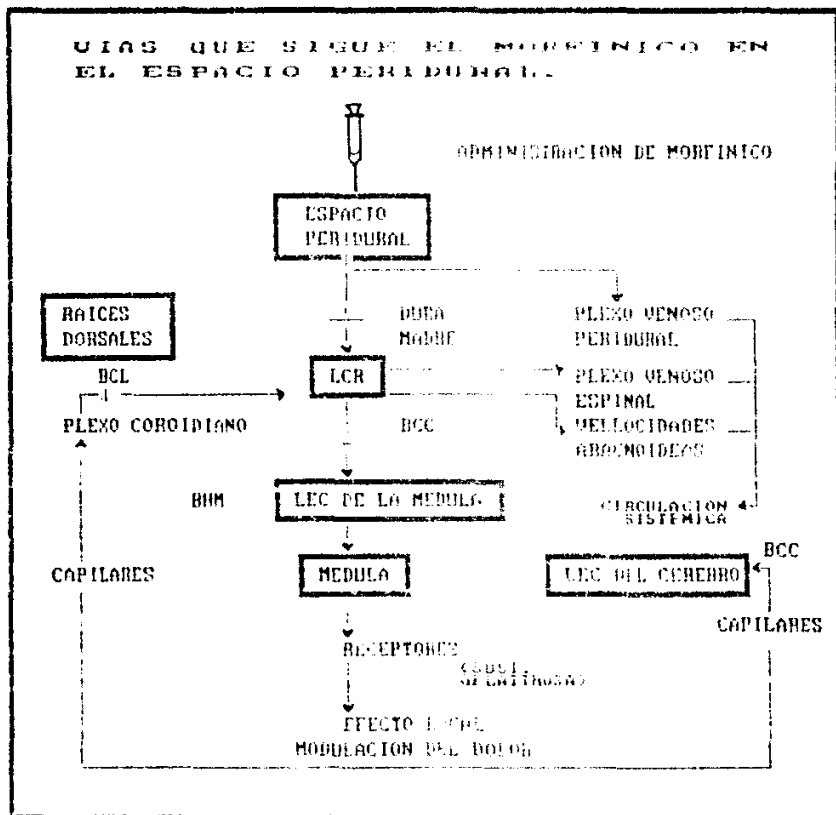 VIAS QUE SIGUE EL MORFINICO EN
EL ESPACIO PERIDURAL.
ADMINISTRACION DE MORFINICO
ESPACIO
PERIDURAL
RAICES
DORSALES
DURA
MADRE
PLEXO VENOSO
PERIDURAL
BCL
LCR
PLEXO VENOSO
ESPINAL
PLEXO COROIDIANO
BCC
VELLOCIDADES
ARACNOIDEAS
BHM
LEC DE LA MEDULA
CIRCULACION
SISTEMICA
BCC
CAPILARES
MEDULA
LEC DEL CEREBRO
CAPILARES
RECEPTORES
EFECTO LOCAL
MODULACION DEL DOLOR